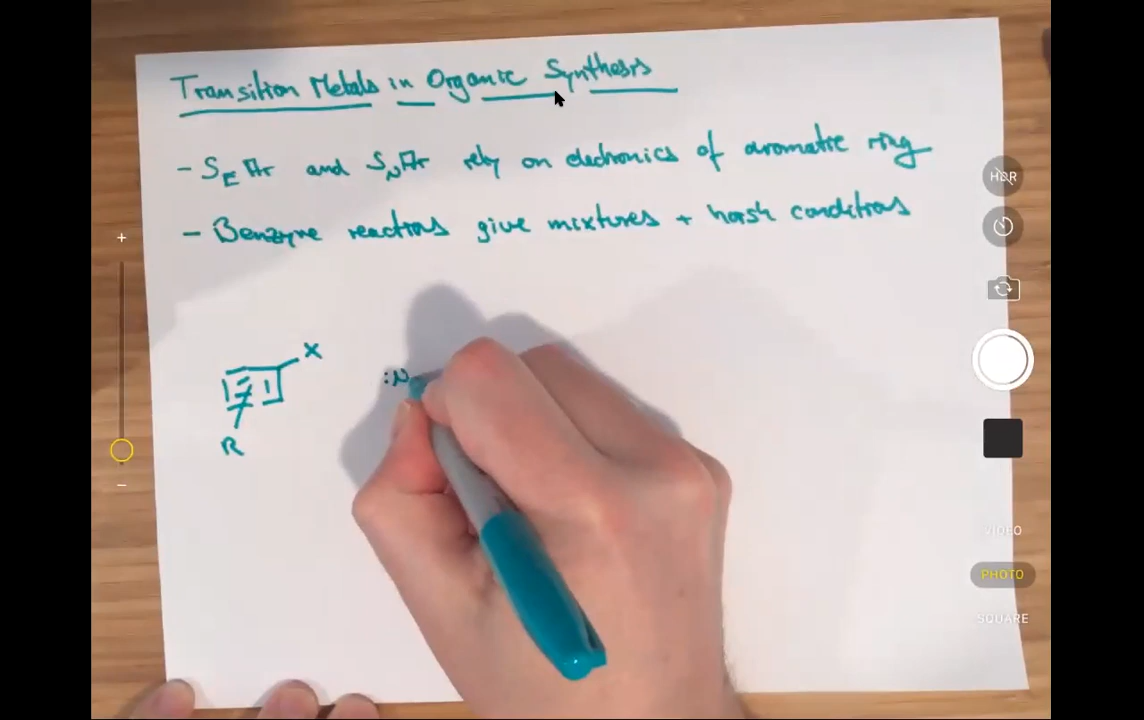 Transition Metals in Organic Synthesis
- SEAr and SNAr rely on electronics of aromatic ring
- Benzyne reactions give mixtures + harsh conditions
X
:N
R
HDR
+
-
VIDEO
PHOTO
SQUARE